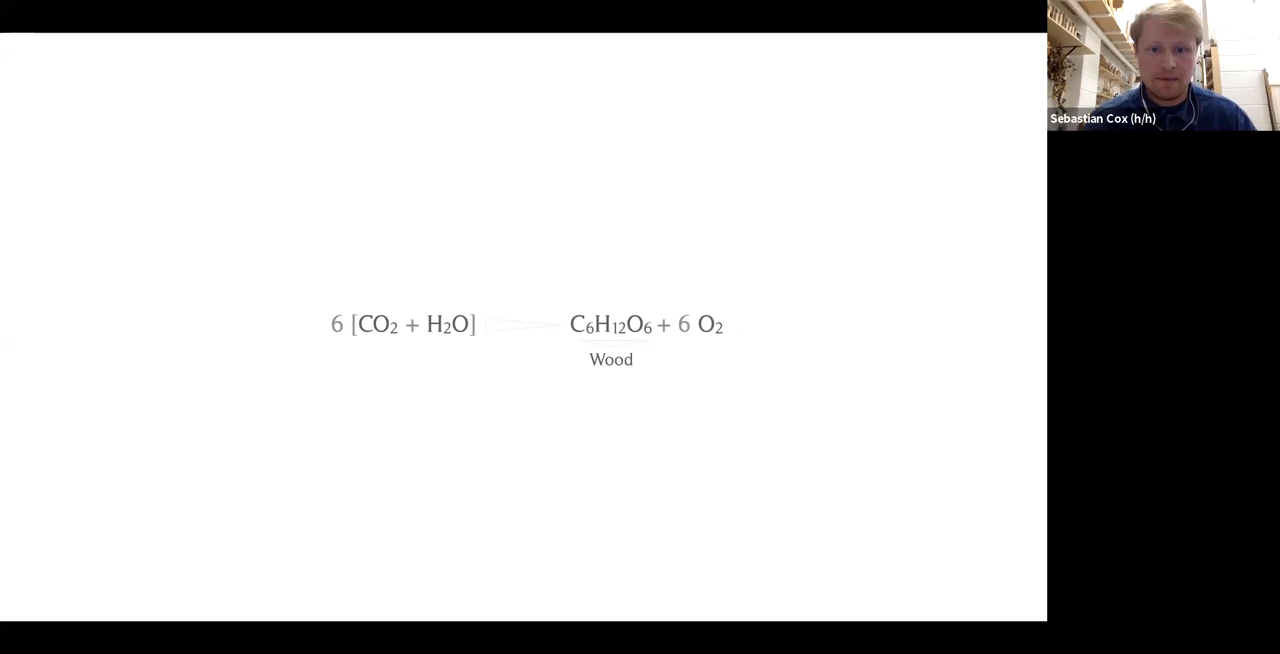 Sebastian Cox (h/h)
6 [CO₂ + H₂O] C₆H₁₂O₆ + 6 O₂
Wood